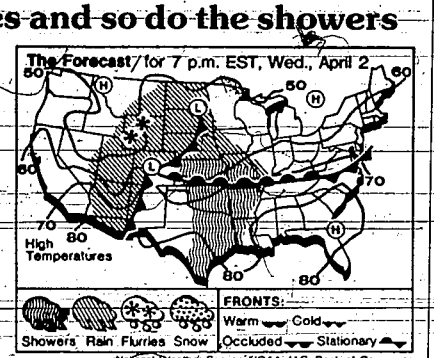 es and so do the showers
The Forecast / for 7 p.m. EST, Wed., April 2
50 H 50 H 60
L
60 L 70
70 H
80
High
Temperatures
80 80
Showers Rain Flurries Snow
FRONTS:
Warm Cold
Occluded Stationary